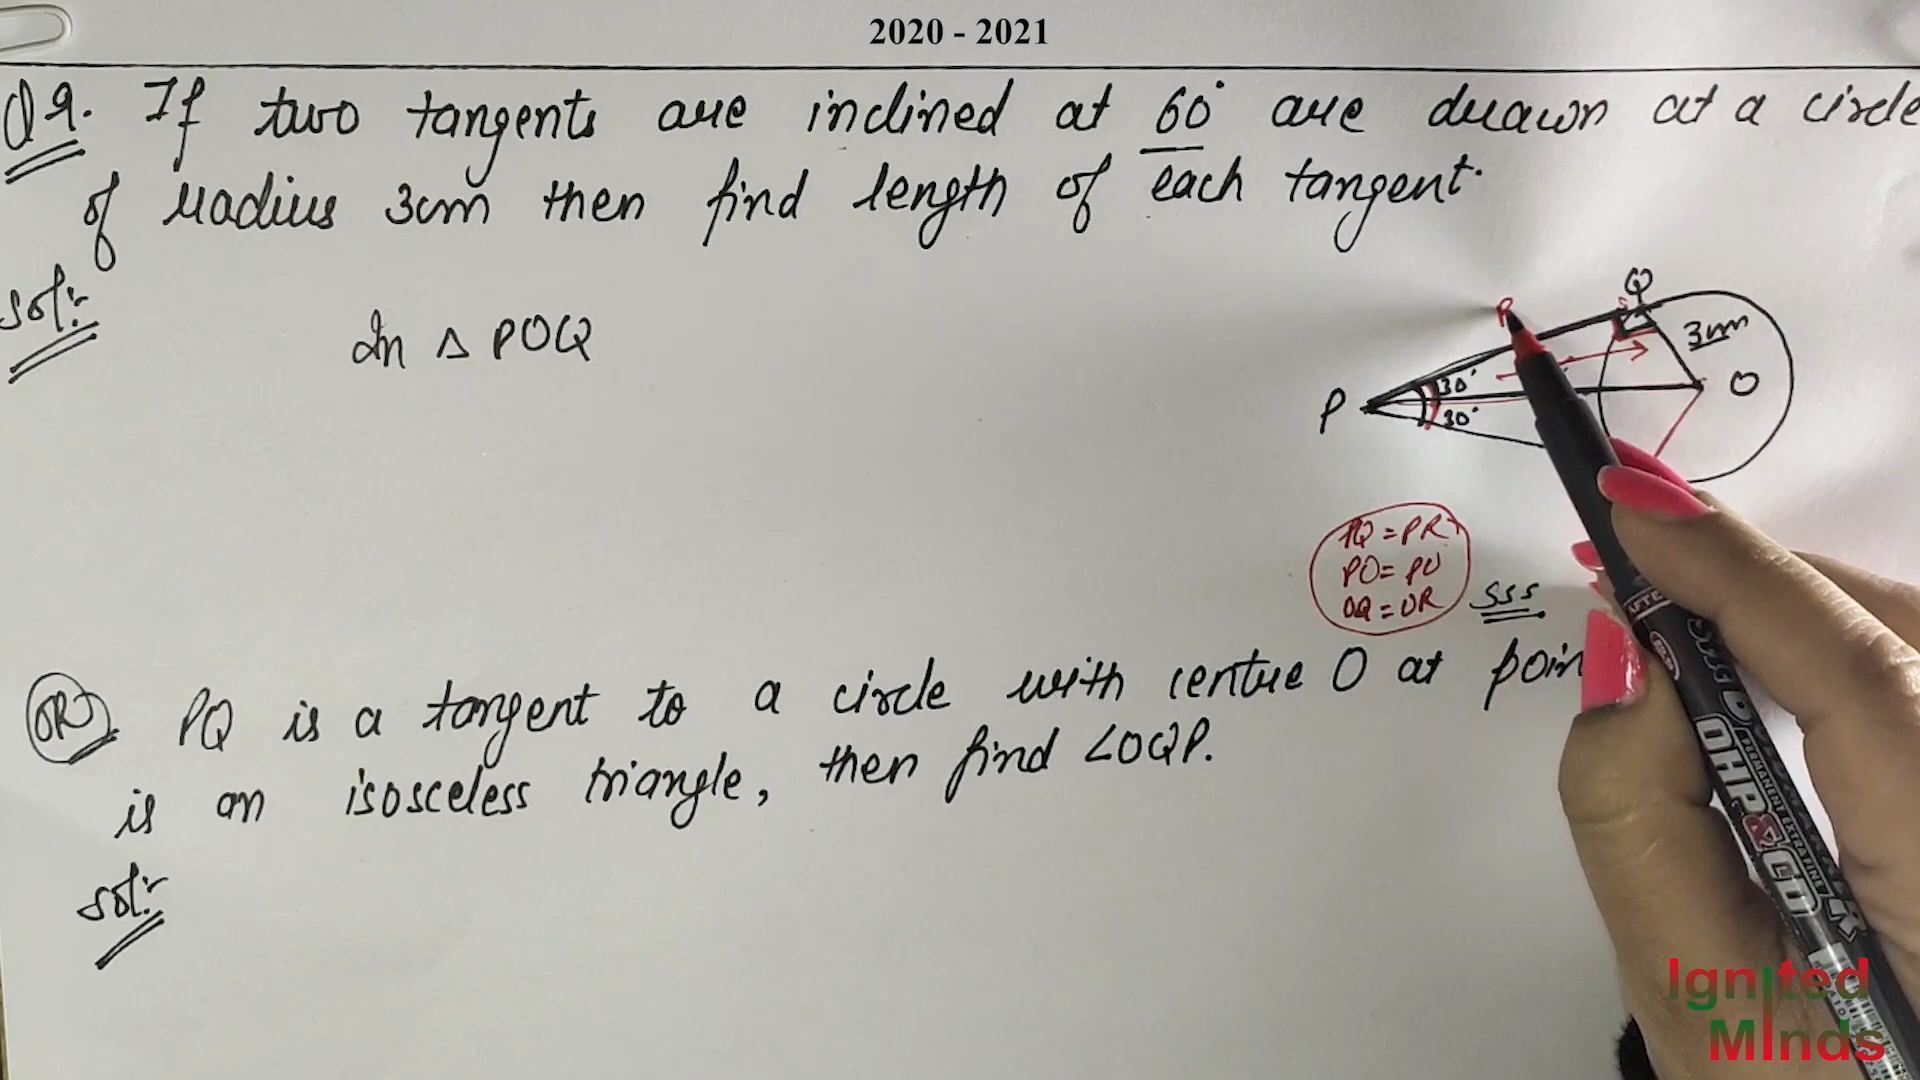 2020 - 2021
Q9. If two tangents are inclined at 60° are drawn at a circle
of radius 3cm then find length of each tangent.
Sol:-
In △ POQ
Q
3cm
P
30°
30°
O
PQ = PR
PO = PO
OQ = OR
SSS
OR PQ is a tangent to a circle with centre O at poin
is an isosceless triangle, then find ∠OQP.
Sol:-
OHP
Ignited
Minds